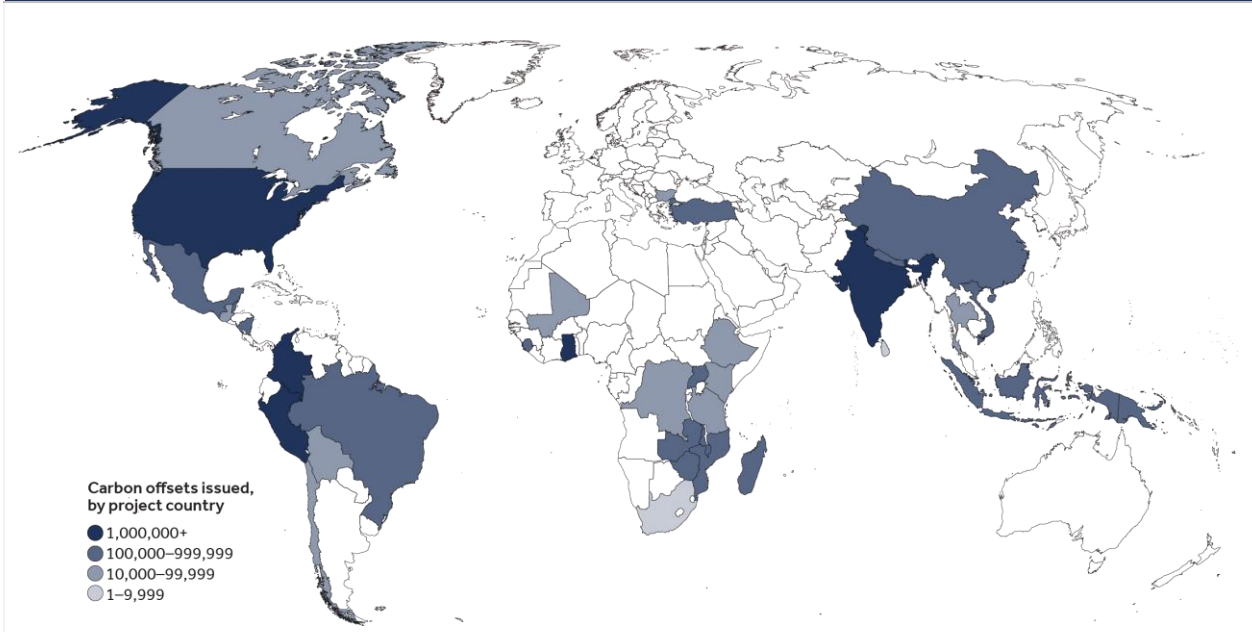 Carbon offsets issued,
by project country
1,000,000+
100,000–999,999
10,000–99,999
1–9,999